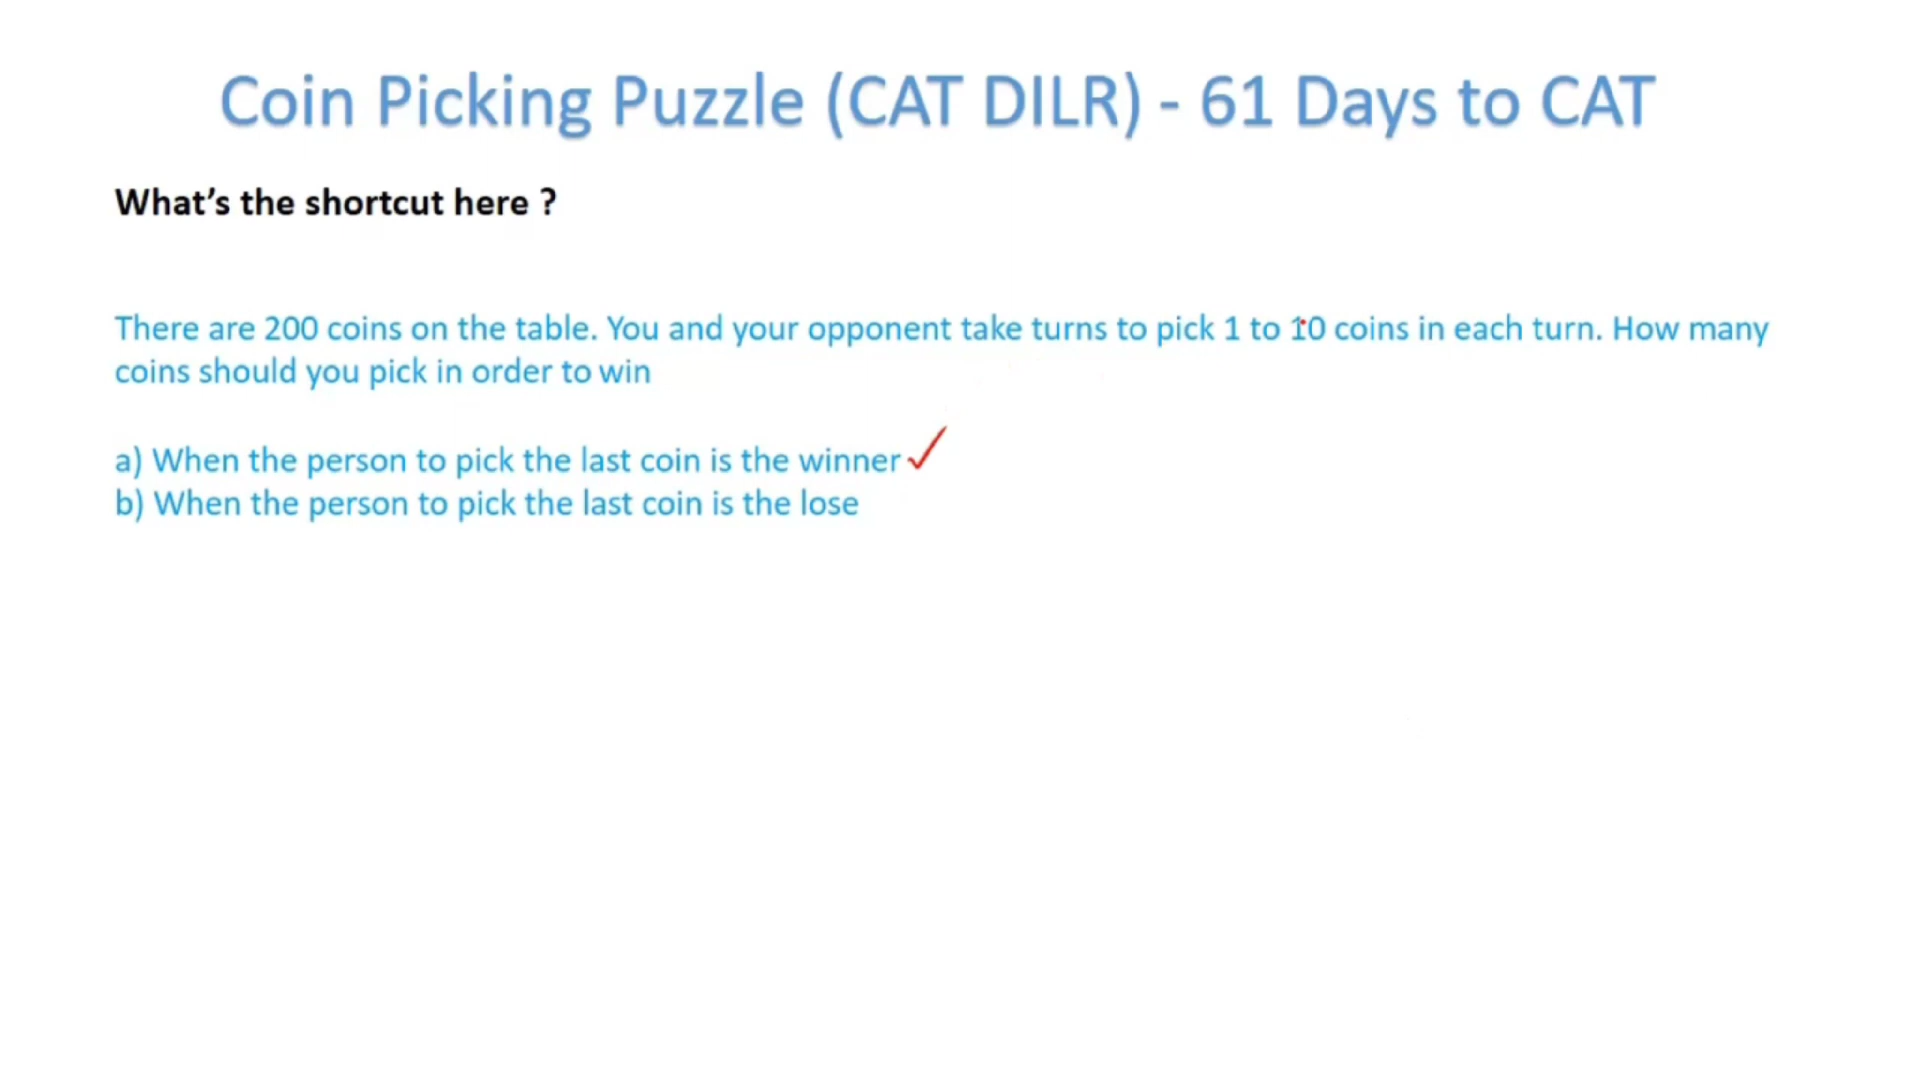 Coin Picking Puzzle (CAT DILR) - 61 Days to CAT
What’s the shortcut here ?
There are 200 coins on the table. You and your opponent take turns to pick 1 to 10 coins in each turn. How many
coins should you pick in order to win
a) When the person to pick the last coin is the winner
b) When the person to pick the last coin is the lose